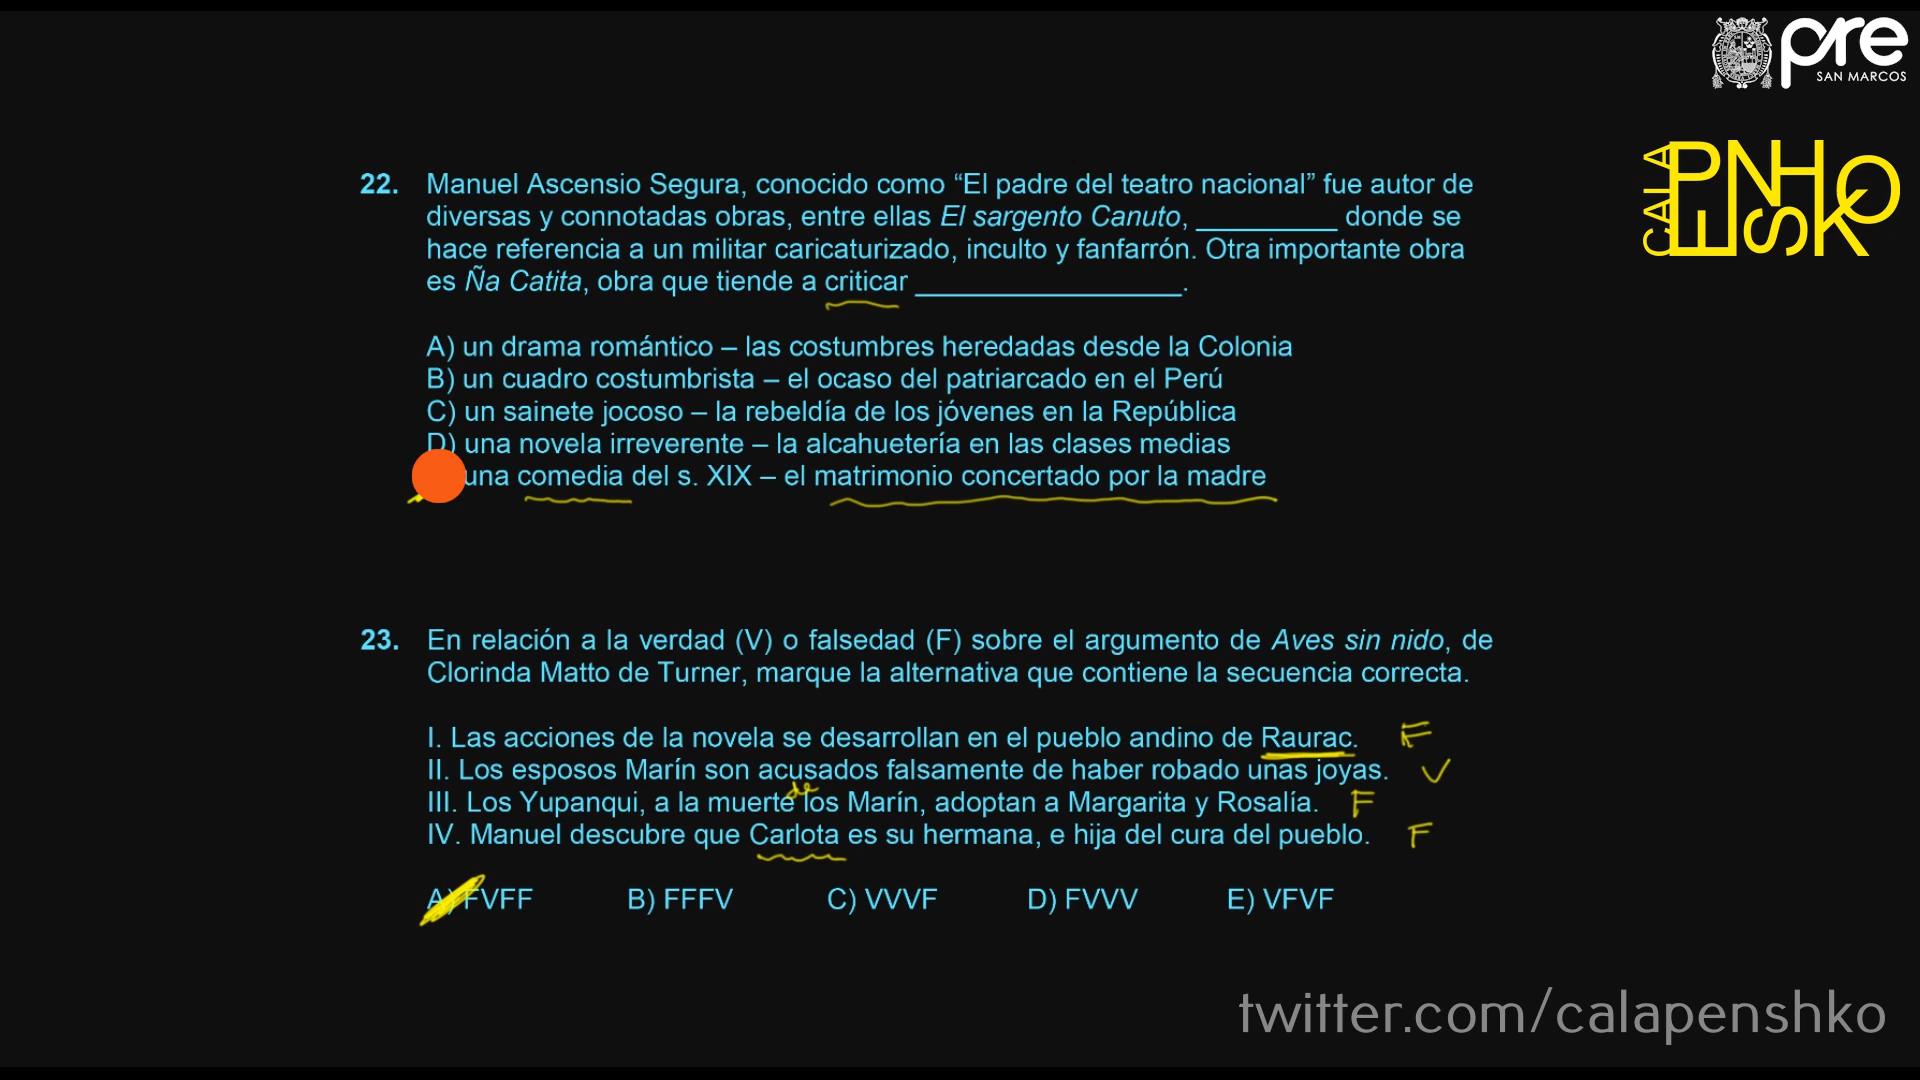 pre
SAN MARCOS
CALA
PENSHKO
22. Manuel Ascensio Segura, conocido como “El padre del teatro nacional” fue autor de
diversas y connotadas obras, entre ellas El sargento Canuto, _________ donde se
hace referencia a un militar caricaturizado, inculto y fanfarrón. Otra importante obra
es Ña Catita, obra que tiende a criticar _________________.
A) un drama romántico – las costumbres heredadas desde la Colonia
B) un cuadro costumbrista – el ocaso del patriarcado en el Perú
C) un sainete jocoso – la rebeldía de los jóvenes en la República
D) una novela irreverente – la alcahuetería en las clases medias
una comedia del s. XIX – el matrimonio concertado por la madre
23. En relación a la verdad (V) o falsedad (F) sobre el argumento de Aves sin nido, de
Clorinda Matto de Turner, marque la alternativa que contiene la secuencia correcta.
I. Las acciones de la novela se desarrollan en el pueblo andino de Raurac. F
II. Los esposos Marín son acusados falsamente de haber robado unas joyas. V
de
III. Los Yupanqui, a la muerte los Marín, adoptan a Margarita y Rosalía. F
IV. Manuel descubre que Carlota es su hermana, e hija del cura del pueblo. F
A) FVFF B) FFFV C) VVVF D) FVVV E) VFVF
twitter.com/calapenshko